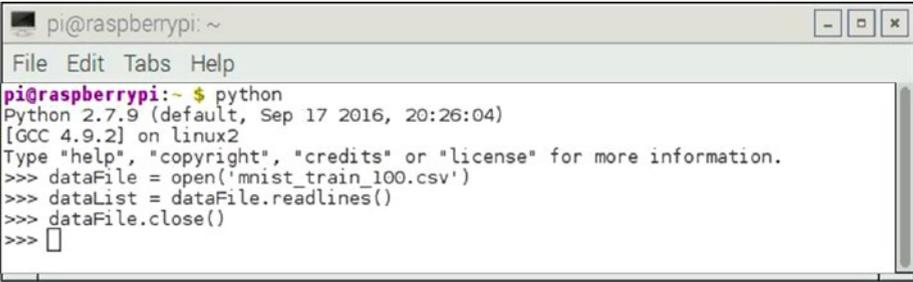 pi@raspberrypi: ~
File Edit Tabs Help
pi@raspberrypi:~ $ python
Python 2.7.9 (default, Sep 17 2016, 20:26:04)
[GCC 4.9.2] on linux2
Type "help", "copyright", "credits" or "license" for more information.
>>> dataFile = open('mnist_train_100.csv')
>>> dataList = dataFile.readlines()
>>> dataFile.close()
>>>